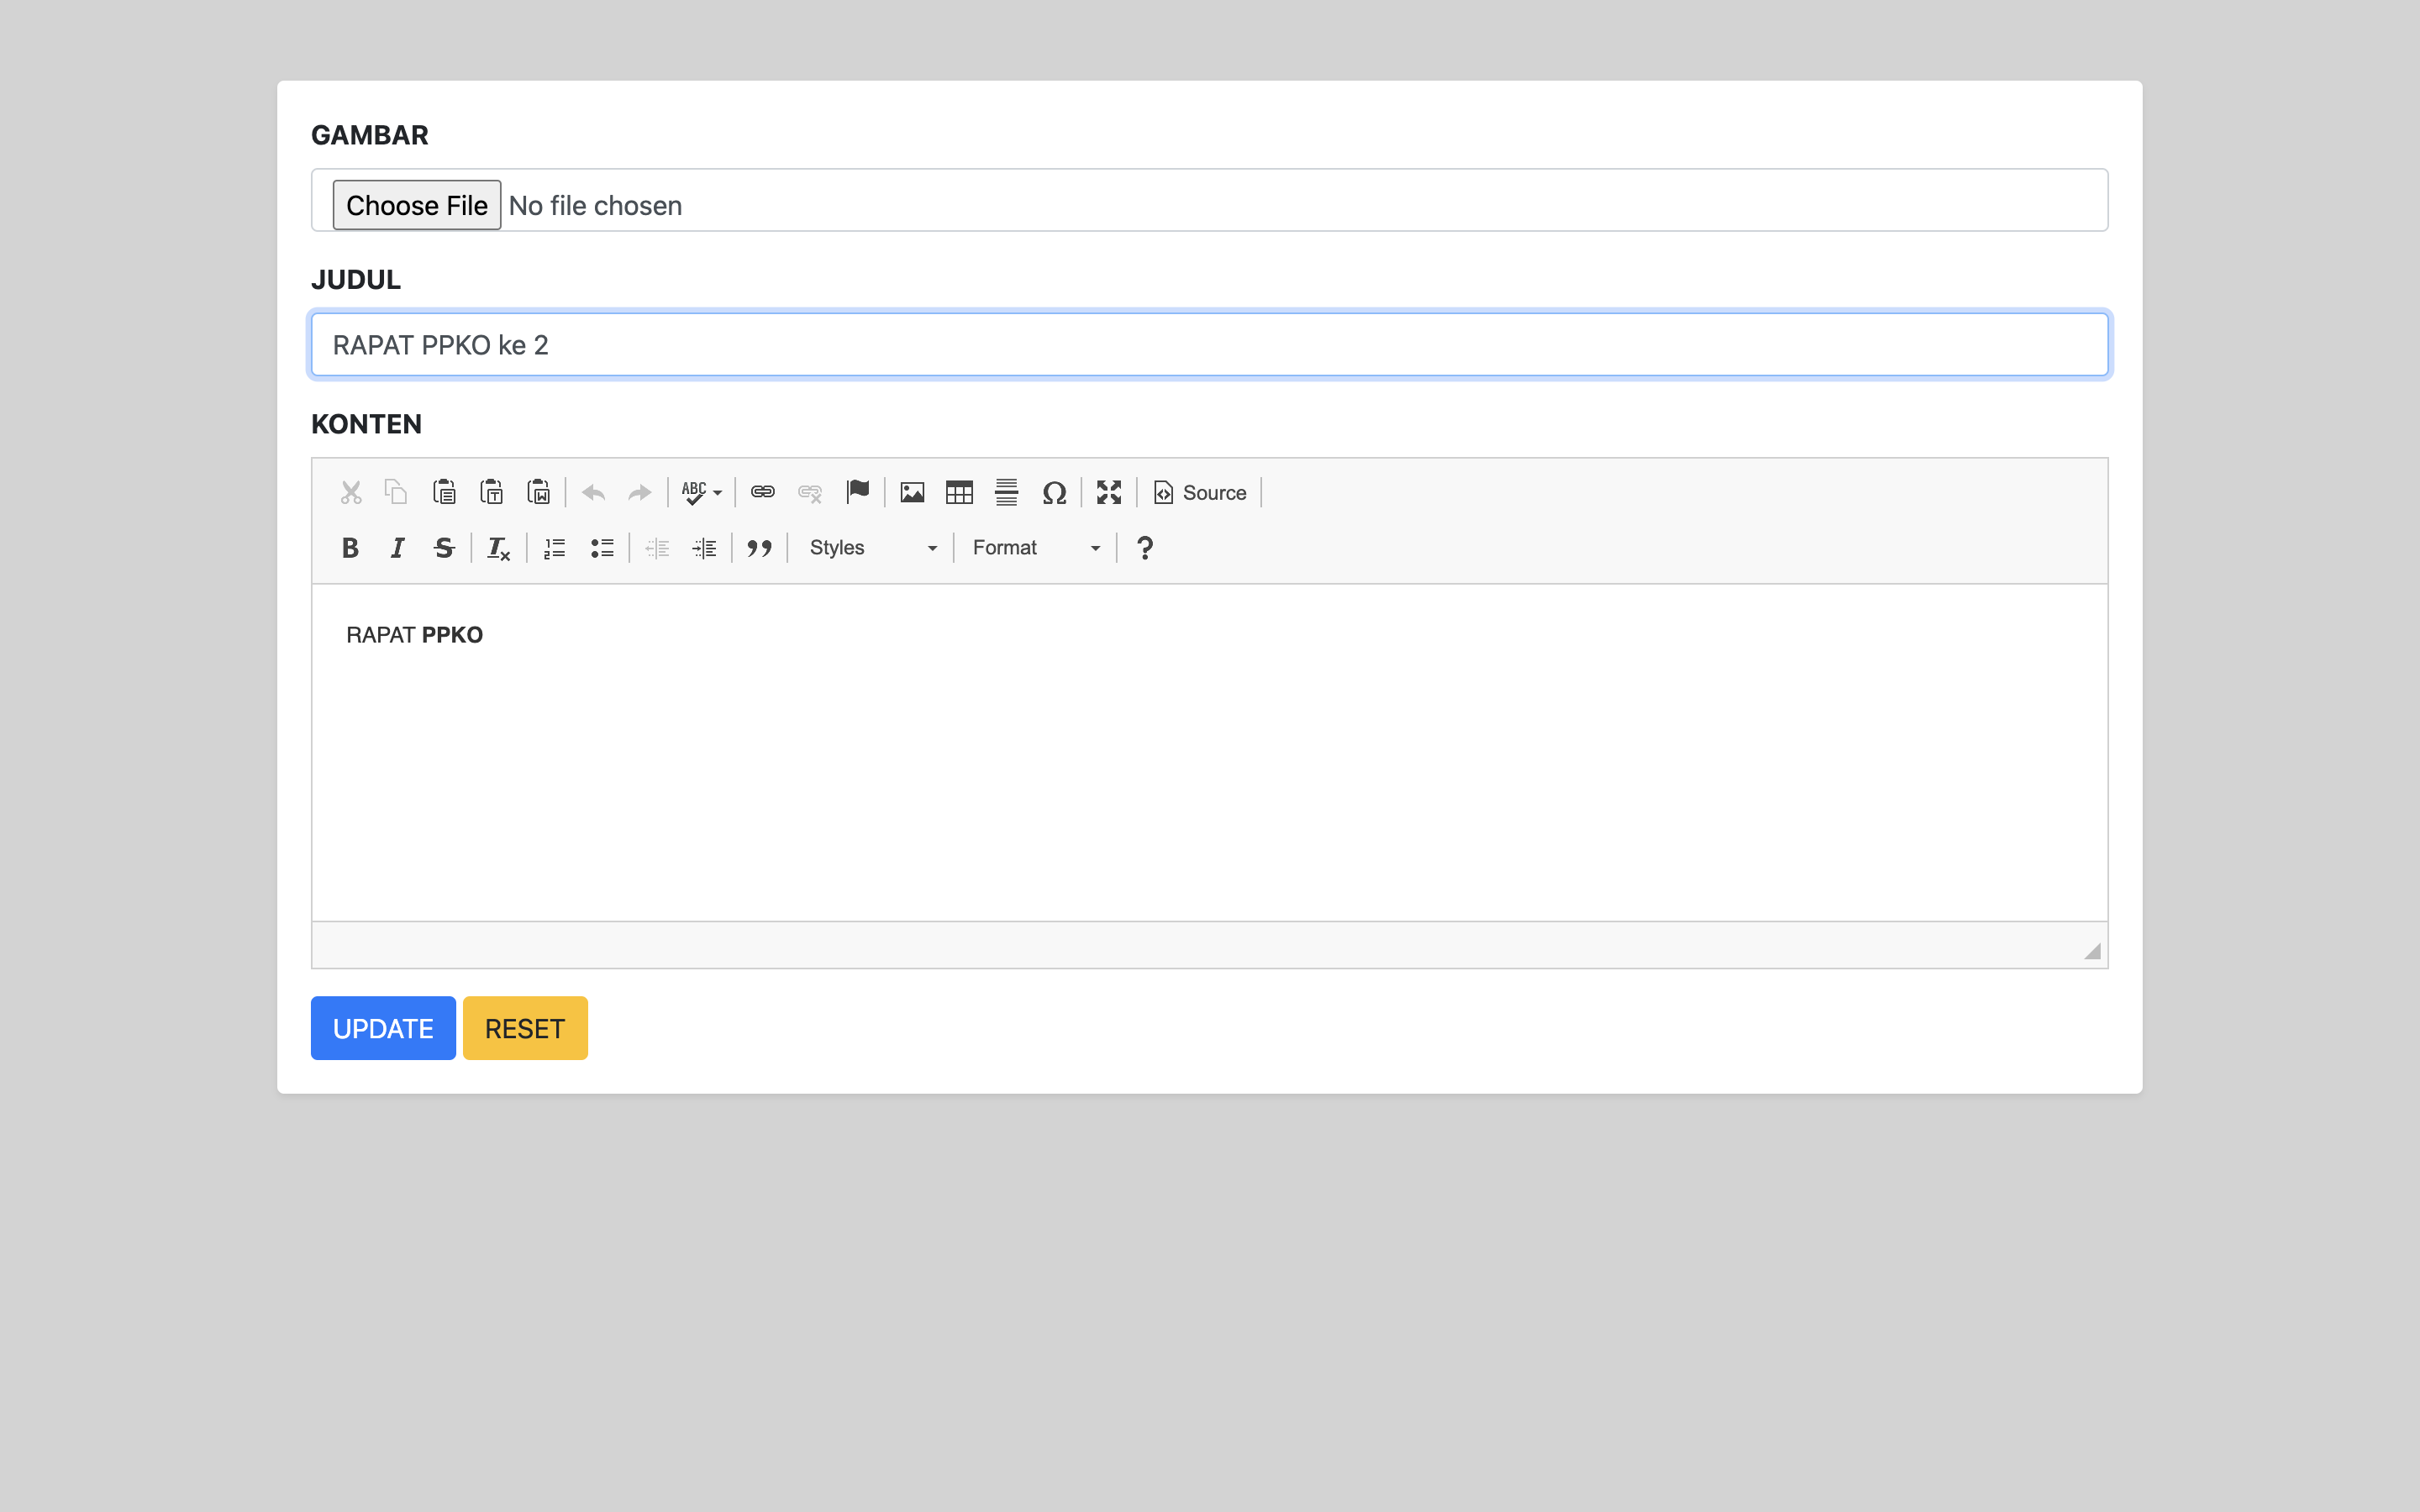 GAMBAR
Choose File No file chosen
JUDUL
RAPAT PPKO ke 2
KONTEN
ABC Source
B I S Styles Format ?
RAPAT PPKO
UPDATE RESET